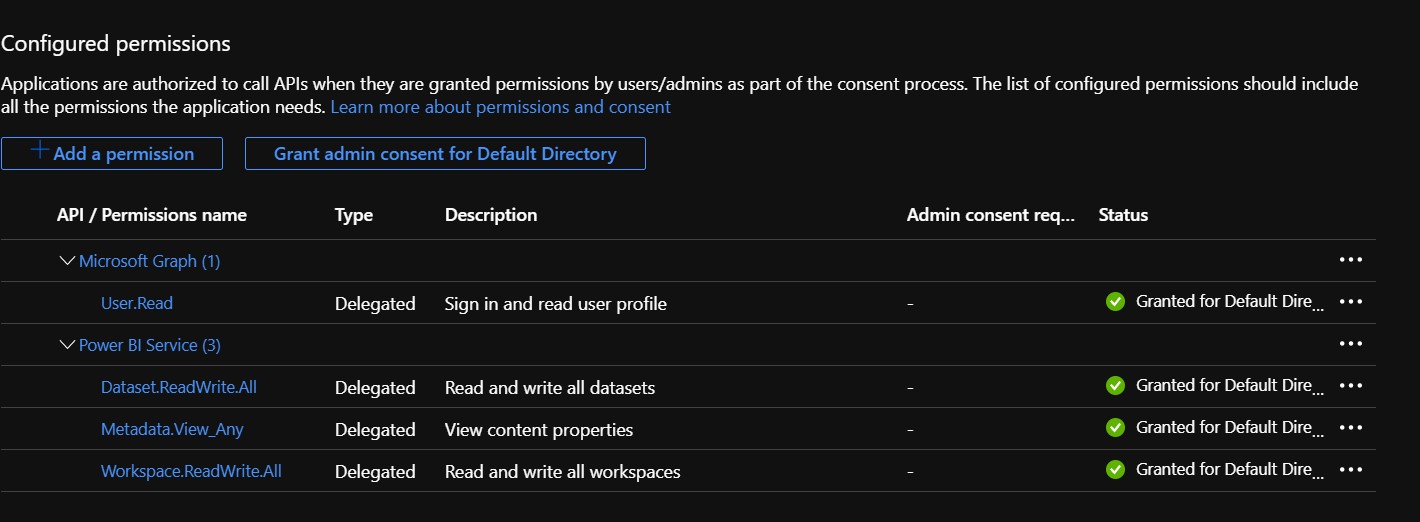 Configured permissions
Applications are authorized to call APIs when they are granted permissions by users/admins as part of the consent process. The list of configured permissions should include
all the permissions the application needs. Learn more about permissions and consent
+ Add a permission Grant admin consent for Default Directory
API / Permissions name Type Description Admin consent req... Status
Microsoft Graph (1) ...
User.Read Delegated Sign in and read user profile - Granted for Default Dire... ...
Power BI Service (3) ...
Dataset.ReadWrite.All Delegated Read and write all datasets - Granted for Default Dire... ...
Metadata.View_Any Delegated View content properties - Granted for Default Dire... ...
Workspace.ReadWrite.All Delegated Read and write all workspaces - Granted for Default Dire... ...